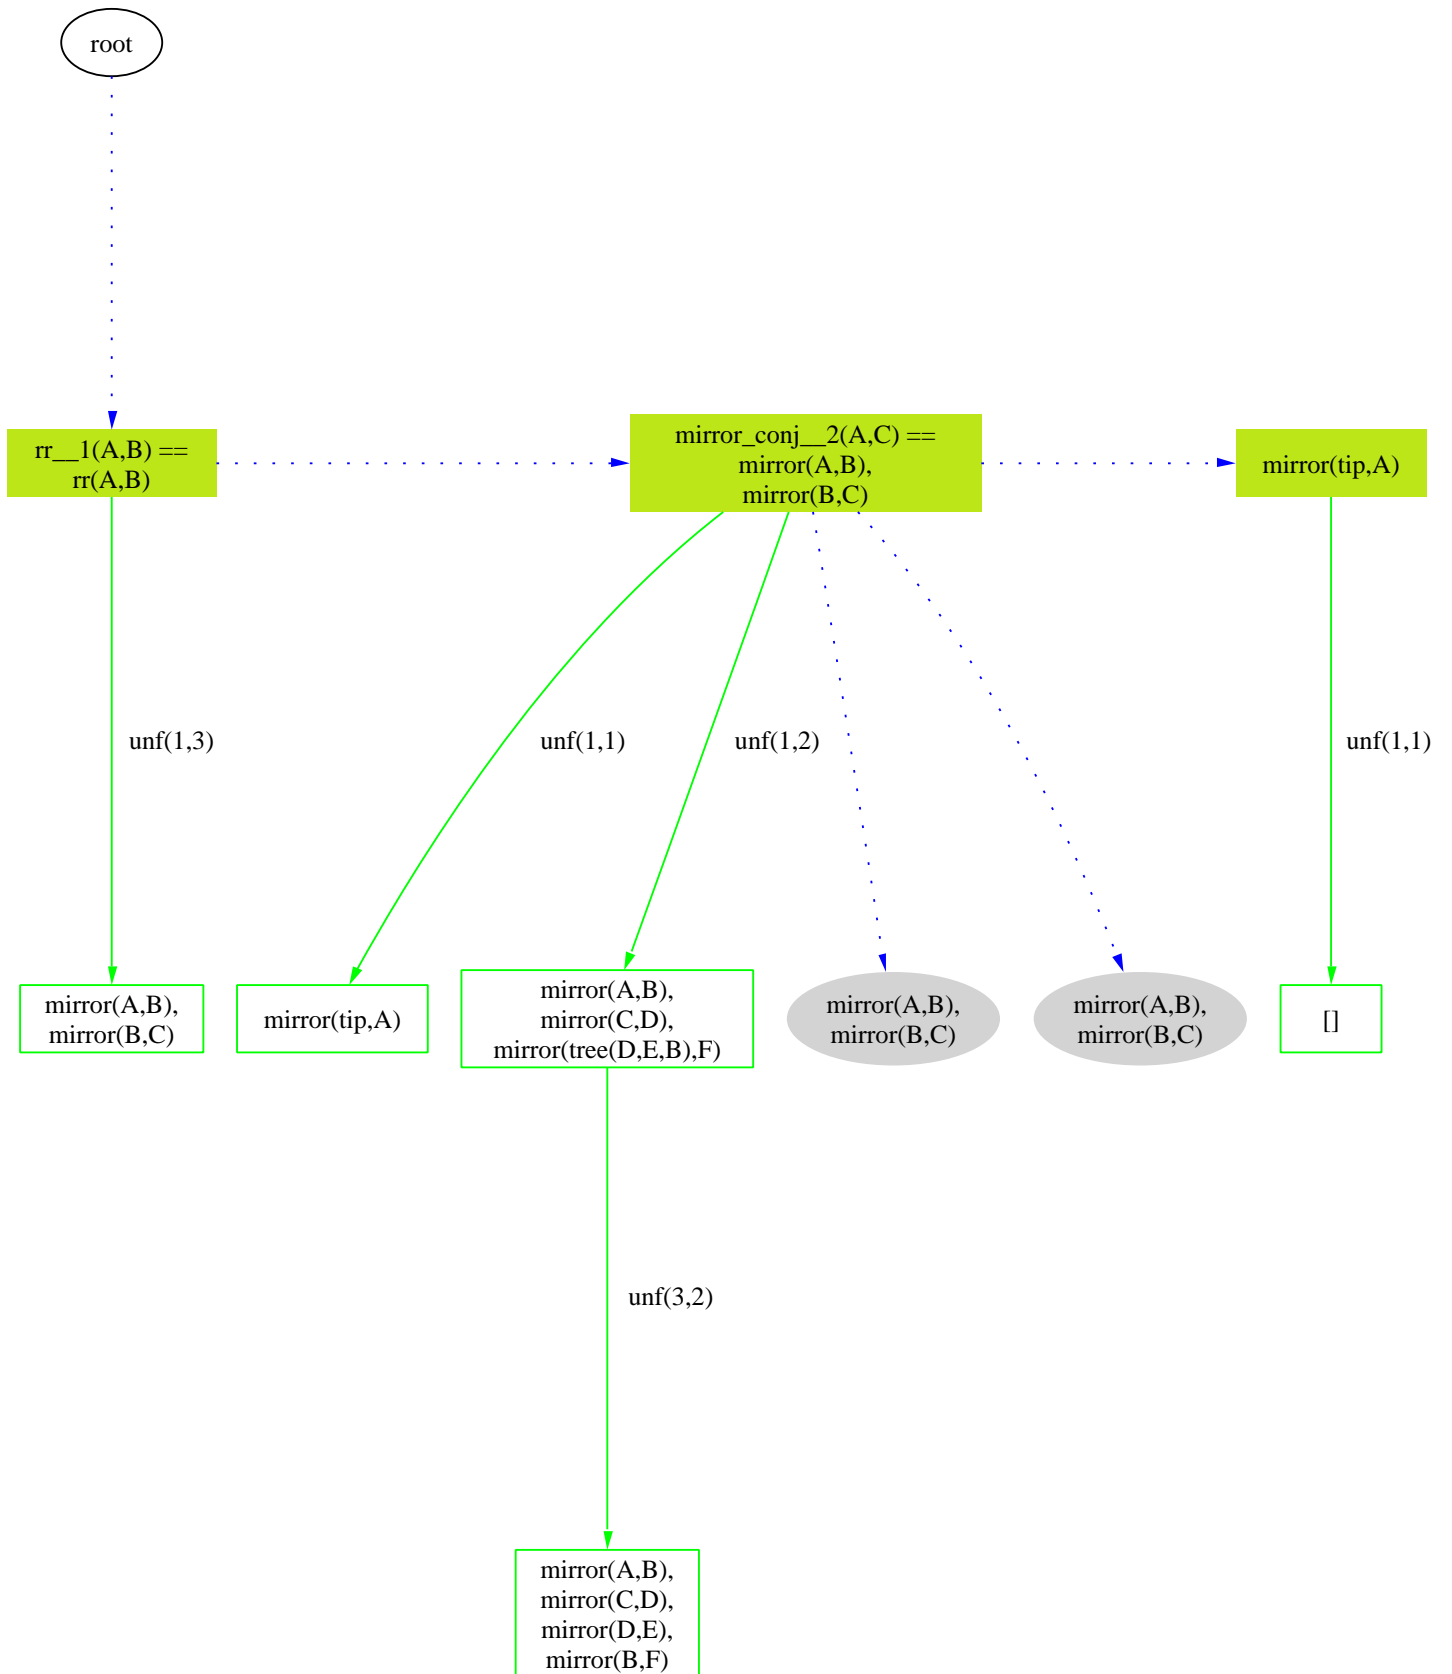 root
rr__1(A,B) ==
rr(A,B)
mirror_conj__2(A,C) ==
mirror(A,B),
mirror(B,C)
mirror(tip,A)
unf(1,3)
unf(1,1)
unf(1,2)
unf(1,1)
mirror(A,B),
mirror(B,C)
mirror(tip,A)
mirror(A,B),
mirror(C,D),
mirror(tree(D,E,B),F)
mirror(A,B),
mirror(B,C)
mirror(A,B),
mirror(B,C)
[]
unf(3,2)
mirror(A,B),
mirror(C,D),
mirror(D,E),
mirror(B,F)